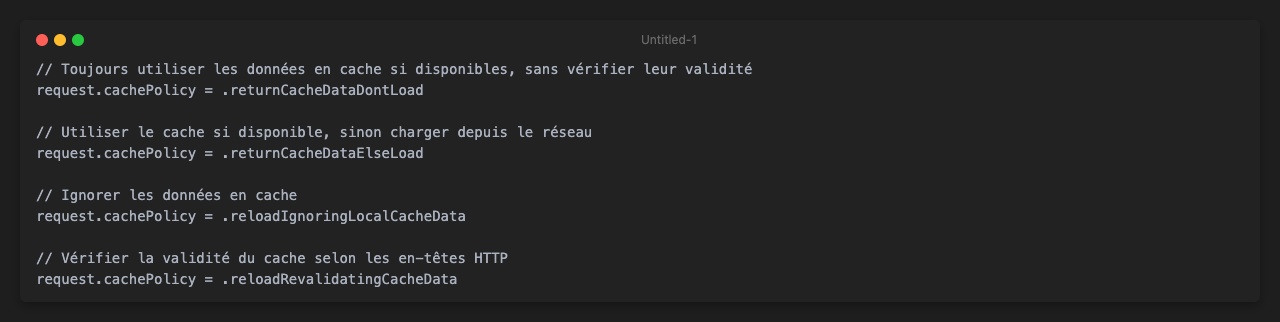 Untitled-1
// Toujours utiliser les données en cache si disponibles, sans vérifier leur validité
request.cachePolicy = .returnCacheDataDontLoad
// Utiliser le cache si disponible, sinon charger depuis le réseau
request.cachePolicy = .returnCacheDataElseLoad
// Ignorer les données en cache
request.cachePolicy = .reloadIgnoringLocalCacheData
// Vérifier la validité du cache selon les en-têtes HTTP
request.cachePolicy = .reloadRevalidatingCacheData